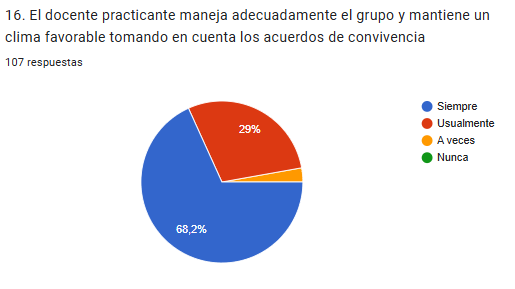 16. El docente practicante maneja adecuadamente el grupo y mantiene un
clima favorable tomando en cuenta los acuerdos de convivencia
107 respuestas
29%
68,2%
Siempre
Usualmente
A veces
Nunca